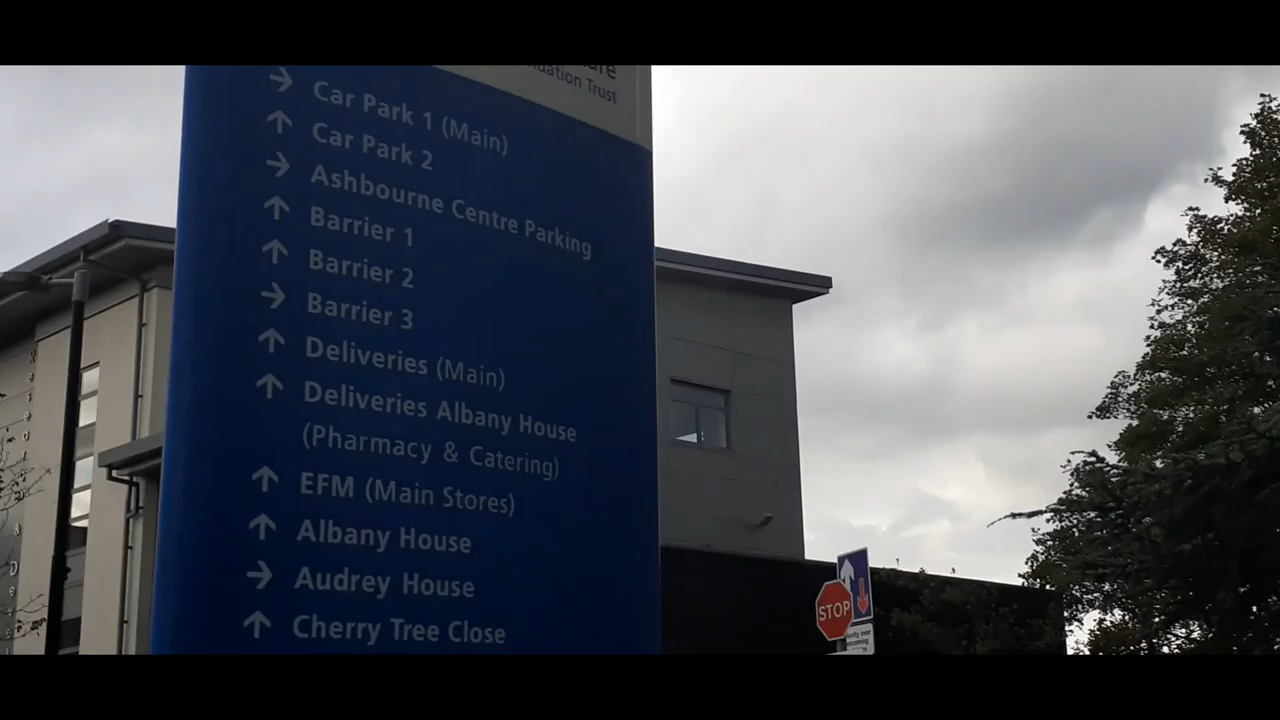 Foundation Trust
→ Car Park 1 (Main)
↑ Car Park 2
→ Ashbourne Centre Parking
↑ Barrier 1
↑ Barrier 2
→ Barrier 3
↑ Deliveries (Main)
↑ Deliveries Albany House
(Pharmacy & Catering)
↑ EFM (Main Stores)
↑ Albany House
→ Audrey House
↑ Cherry Tree Close
STOP